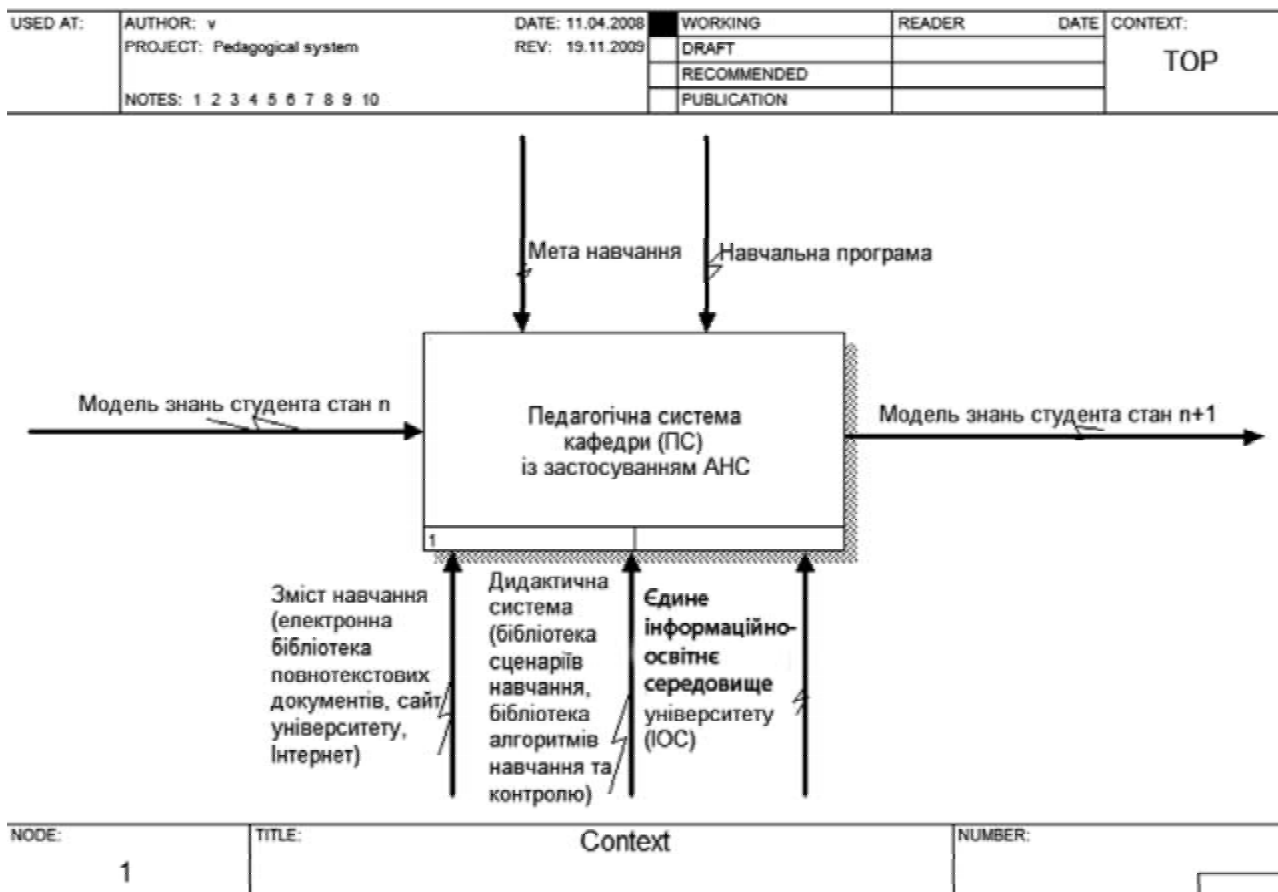 USED AT:
AUTHOR: v
DATE: 11.04.2008
WORKING
READER
DATE
CONTEXT:
PROJECT: Pedagogical system
REV: 19.11.2009
DRAFT
TOP
RECOMMENDED
NOTES: 1 2 3 4 5 6 7 8 9 10
PUBLICATION
Мета навчання
Навчальна програма
Модель знань студента стан n
Педагогічна система
кафедри (ПС)
із застосуванням АНС
Модель знань студента стан n+1
1
Зміст навчання
(електронна
бібліотека
повнотекстових
документів, сайт
університету,
Інтернет)
Дидактична
система
(бібліотека
сценаріїв
навчання,
бібліотека
алгоритмів
навчання та
контролю)
Єдине
інформаційно-
освітнє
середовище
університету
(ІОС)
NODE:
TITLE:
Context
NUMBER:
1